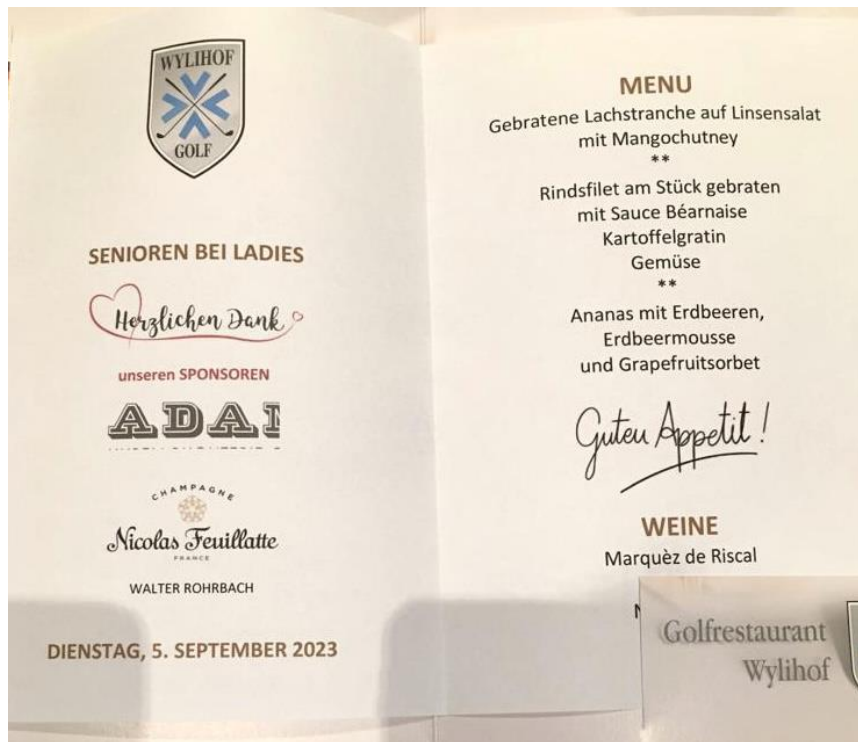 WYLIHOF
GOLF
SENIOREN BEI LADIES
Herzlichen Dank
unseren SPONSOREN
CHAMPAGNE
Nicolas Feuillatte
FRANCE
WALTER ROHRBACH
DIENSTAG, 5. SEPTEMBER 2023
MENU
Gebratene Lachstranche auf Linsensalat
mit Mangochutney
**
Rindsfilet am Stück gebraten
mit Sauce Béarnaise
Kartoffelgratin
Gemüse
**
Ananas mit Erdbeeren,
Erdbeermousse
und Grapefruitsorbet
Guten Appetit!
WEINE
Marquèz de Riscal
Golfrestaurant
Wylihof